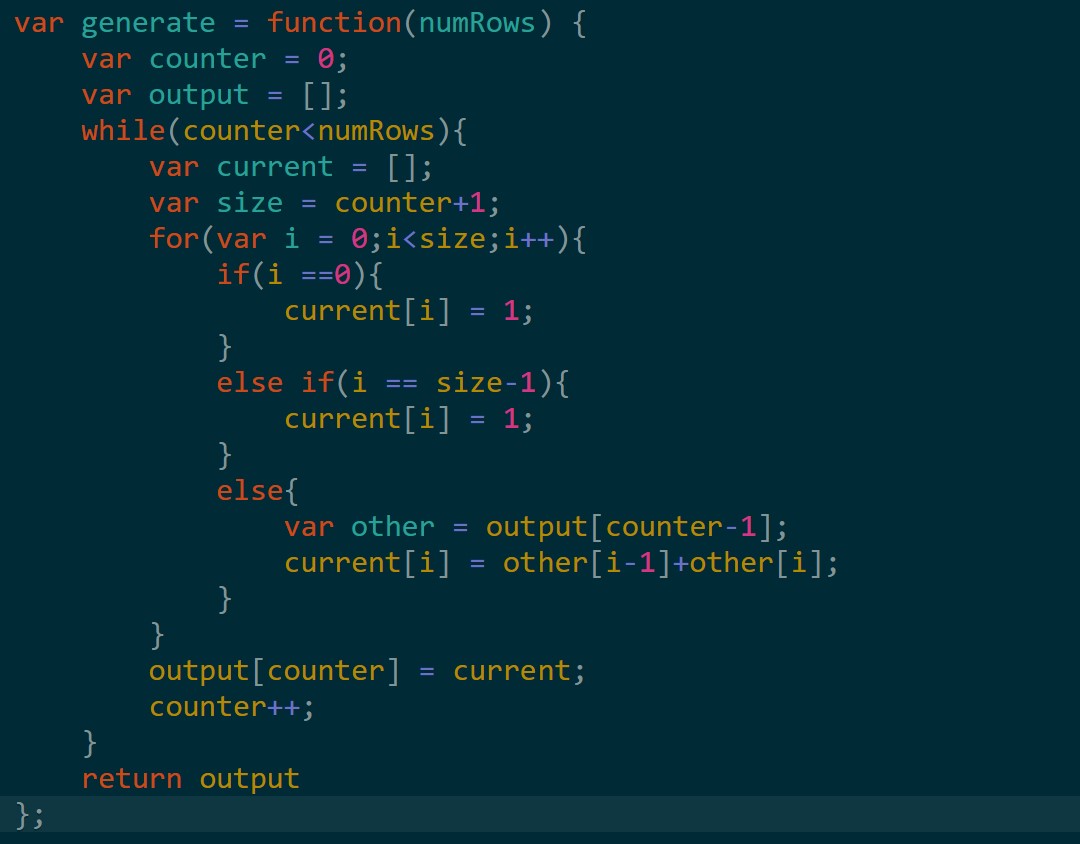 var generate = function(numRows) {
    var counter = 0;
    var output = [];
    while(counter<numRows){
        var current = [];
        var size = counter+1;
        for(var i = 0;i<size;i++){
            if(i ==0){
                current[i] = 1;
            }
            else if(i == size-1){
                current[i] = 1;
            }
            else{
                var other = output[counter-1];
                current[i] = other[i-1]+other[i];
            }
        }
        output[counter] = current;
        counter++;
    }
    return output
};